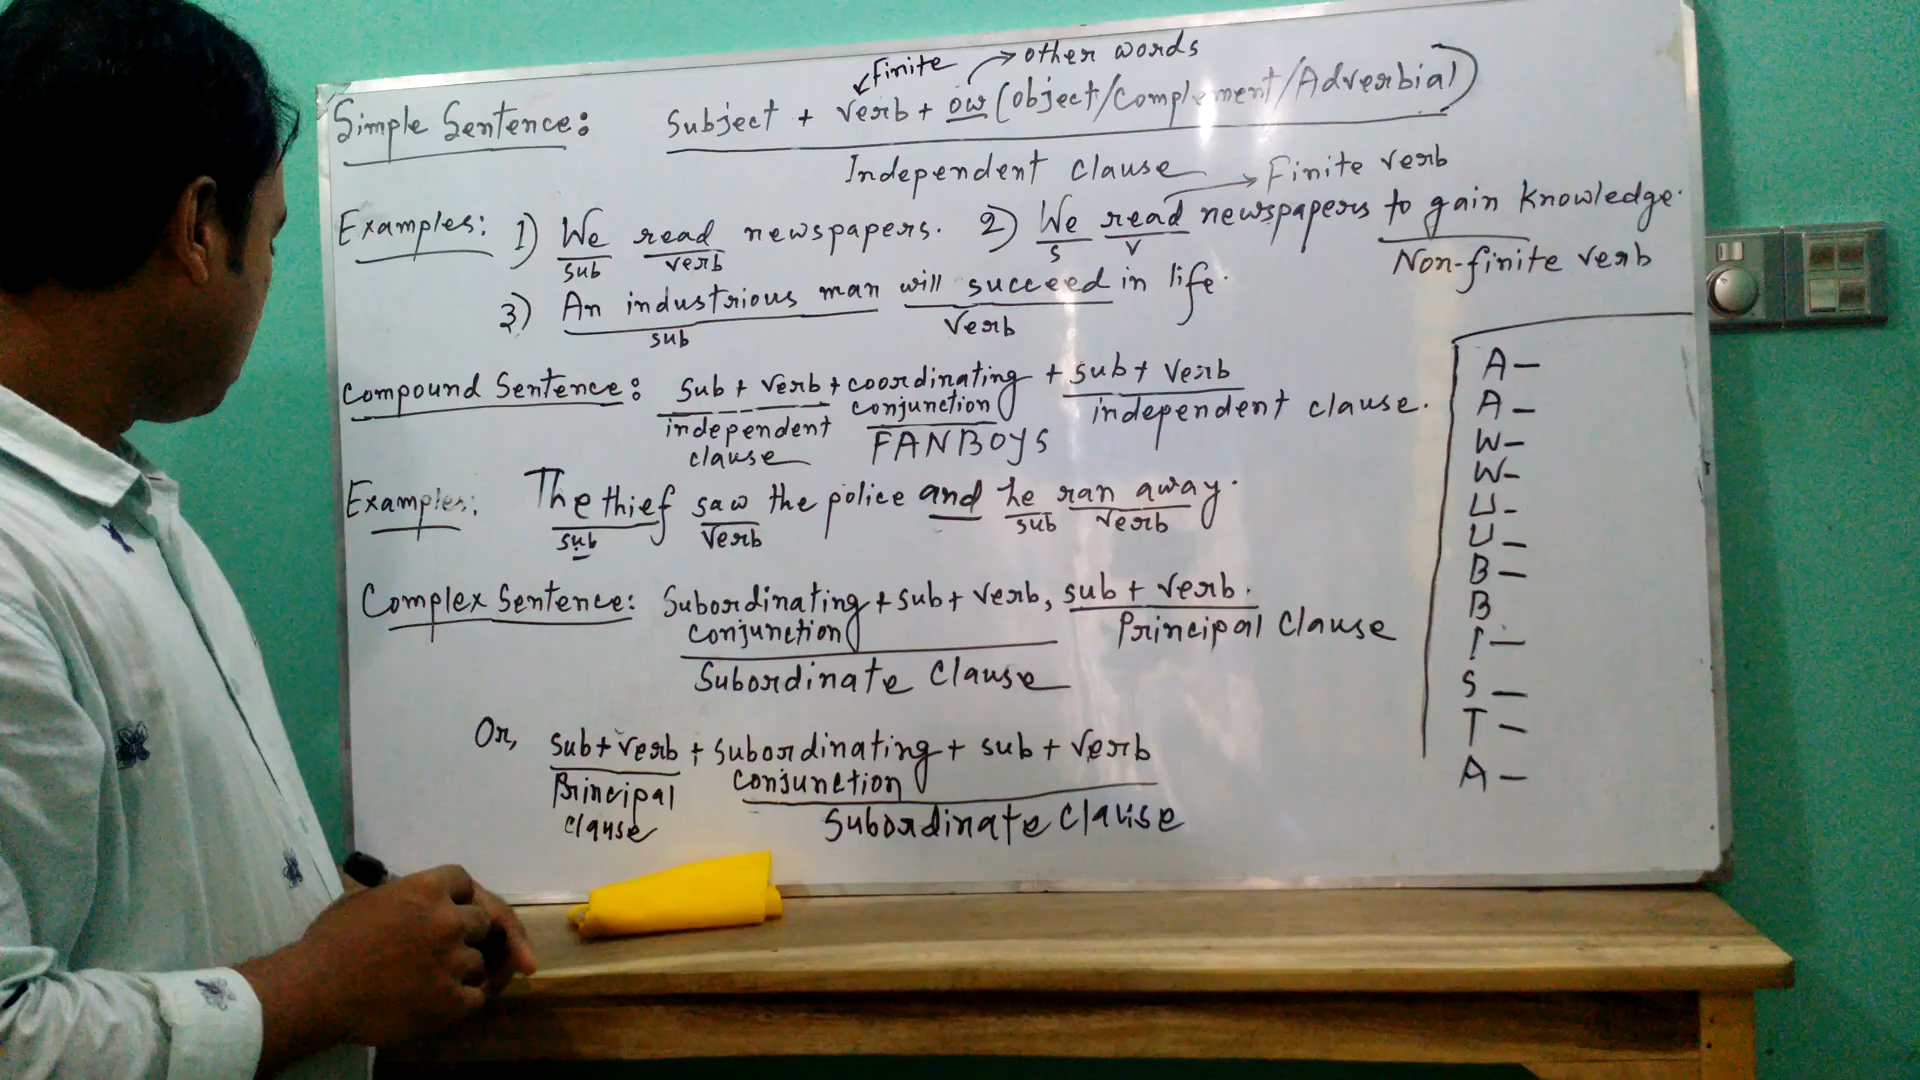 Finite → other words
Simple Sentence: Subject + verb + ow (object/complement/Adverbial)
Independent clause → Finite verb
Examples: 1) We read newspapers. 2) We read newspapers to gain knowledge.
sub verb S V Non-finite verb
3) An industrious man will succeed in life.
sub verb
Compound Sentence: Sub + verb + coordinating conjunction + sub + verb
independent clause FANBOYS independent clause.
Examples: The thief saw the police and he ran away.
sub verb sub verb
Complex Sentence: Subordinating conjunction + sub + verb, sub + verb.
Subordinate Clause Principal Clause
Or, sub + verb + subordinating conjunction + sub + verb
Principal clause Subordinate Clause
A –
A –
W –
W –
U –
U –
B –
B
I –
S –
T –
A –